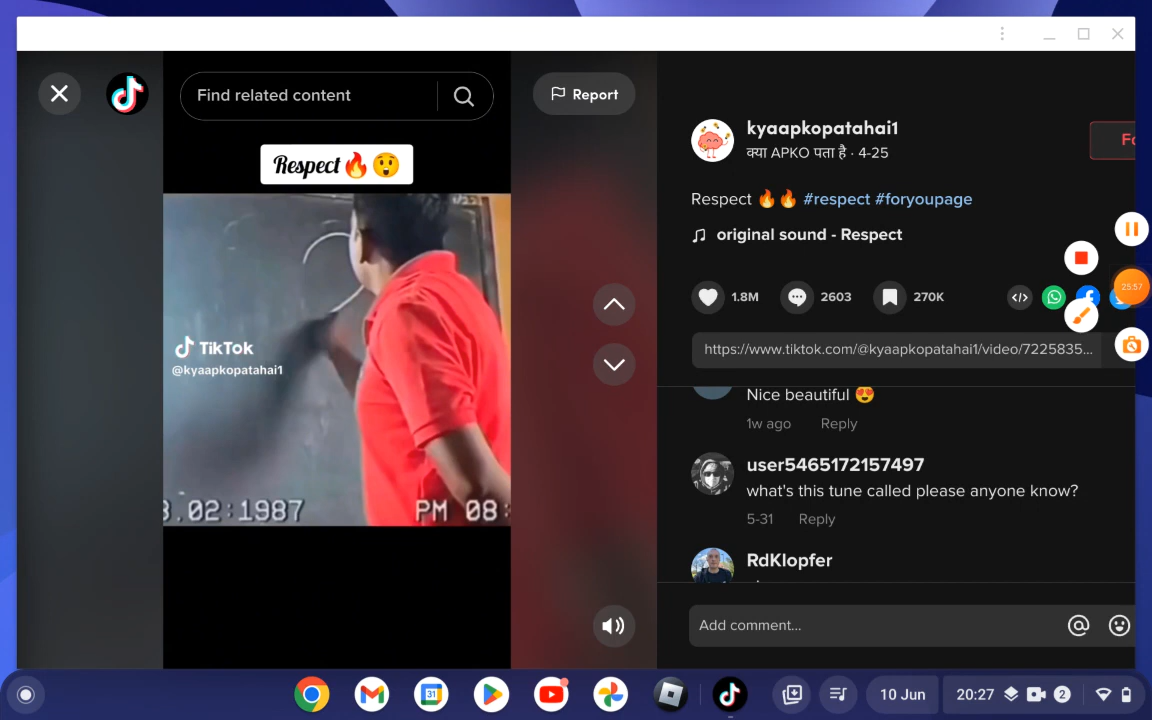 Find related content
Report
Respect🔥😲
TikTok
@kyaapkopatahai1
.02:1987
PM 08:
kyaapkopatahai1
क्या APKO पता है · 4-25
Respect 🔥🔥 #respect #foryoupage
original sound - Respect
1.8M
2603
270K
25:57
https://www.tiktok.com/@kyaapkopatahai1/video/7225835...
Nice beautiful 😍
1w ago Reply
user5465172157497
what's this tune called please anyone know?
5-31 Reply
RdKlopfer
Add comment...
31
10 Jun
20:27
2